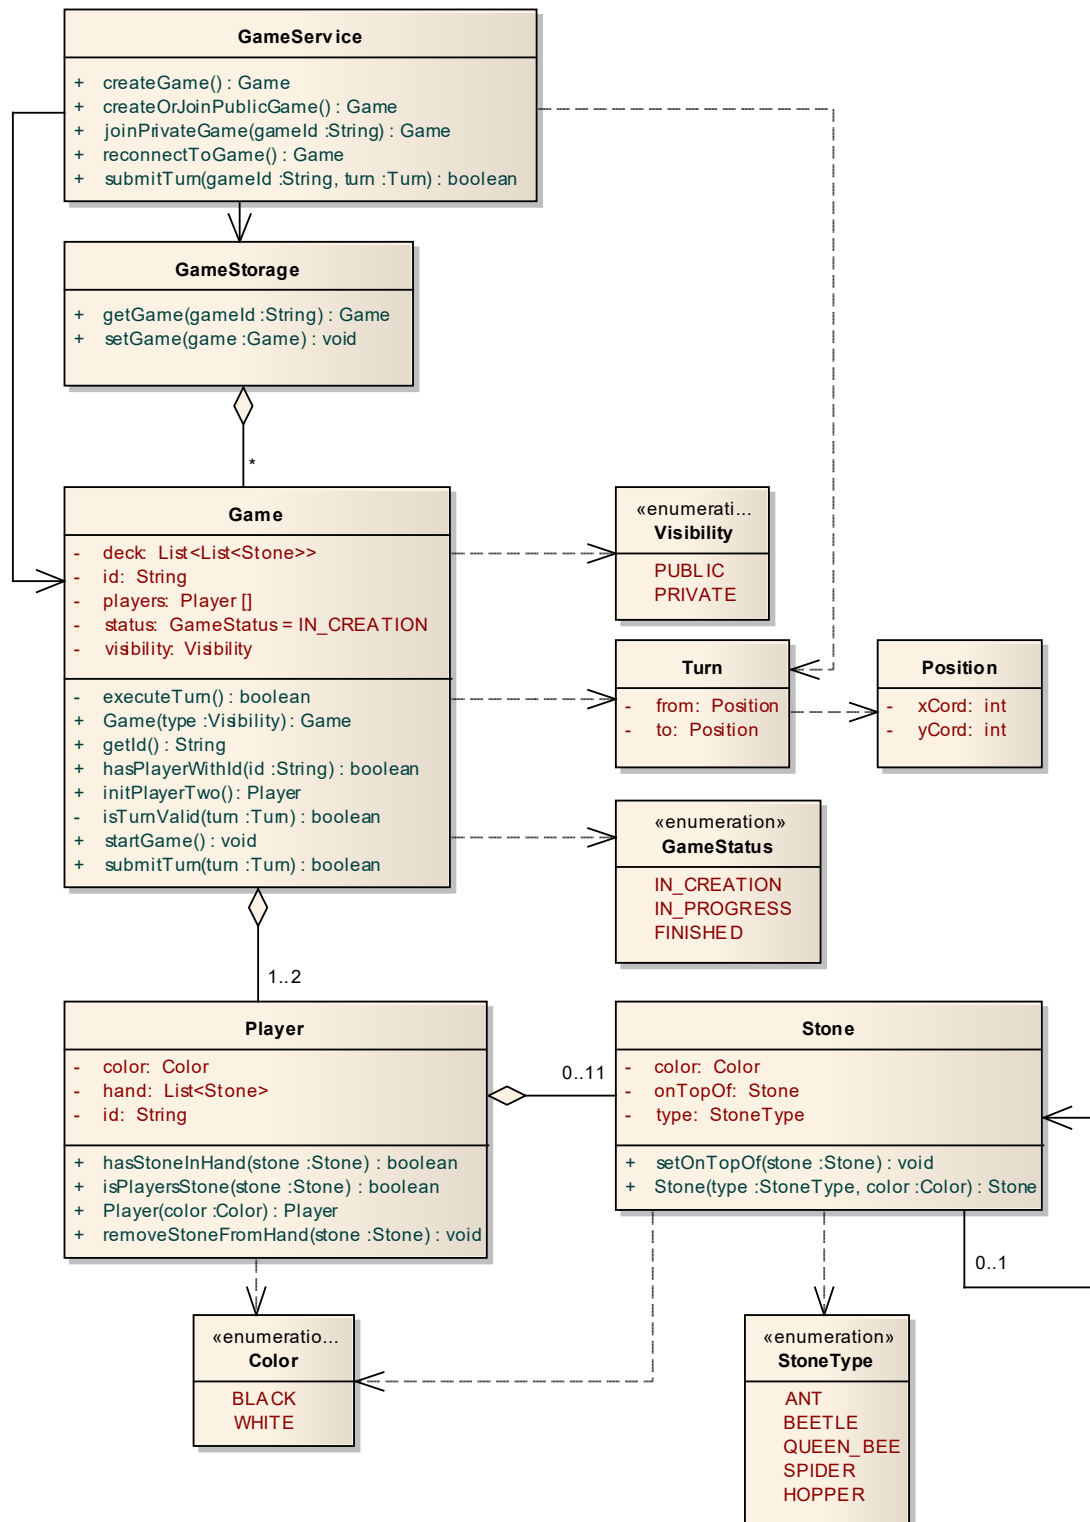 GameService
+ createGame() : Game
+ createOrJoinPublicGame() : Game
+ joinPrivateGame(gameId :String) : Game
+ reconnectToGame() : Game
+ submitTurn(gameId :String, turn :Turn) : boolean
GameStorage
+ getGame(gameId :String) : Game
+ setGame(game :Game) : void
*
Game
- deck: List<List<Stone>>
- id: String
- players: Player []
- status: GameStatus = IN_CREATION
- visibility: Visibility
- executeTurn() : boolean
+ Game(type :Visibility) : Game
+ getId() : String
+ hasPlayerWithId(id :String) : boolean
+ initPlayerTwo() : Player
- isTurnValid(turn :Turn) : boolean
+ startGame() : void
+ submitTurn(turn :Turn) : boolean
«enumerati...
Visibility
PUBLIC
PRIVATE
Turn
- from: Position
- to: Position
Position
- xCord: int
- yCord: int
«enumeration»
GameStatus
IN_CREATION
IN_PROGRESS
FINISHED
1..2
Player
- color: Color
- hand: List<Stone>
- id: String
+ hasStoneInHand(stone :Stone) : boolean
+ isPlayersStone(stone :Stone) : boolean
+ Player(color :Color) : Player
+ removeStoneFromHand(stone :Stone) : void
0..11
Stone
- color: Color
- onTopOf: Stone
- type: StoneType
+ setOnTopOf(stone :Stone) : void
+ Stone(type :StoneType, color :Color) : Stone
0..1
«enumeratio...
Color
BLACK
WHITE
«enumeration»
StoneType
ANT
BEETLE
QUEEN_BEE
SPIDER
HOPPER